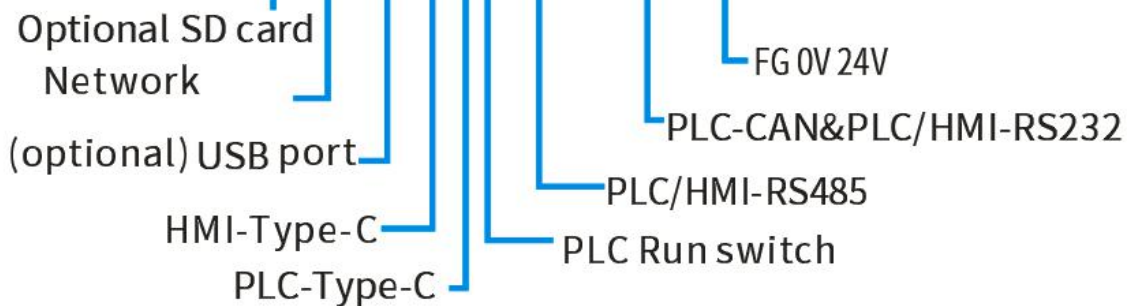 Optional SD card
Network
(optional) USB port
HMI-Type-C
PLC-Type-C
FG 0V 24V
PLC-CAN&PLC/HMI-RS232
PLC/HMI-RS485
PLC Run switch